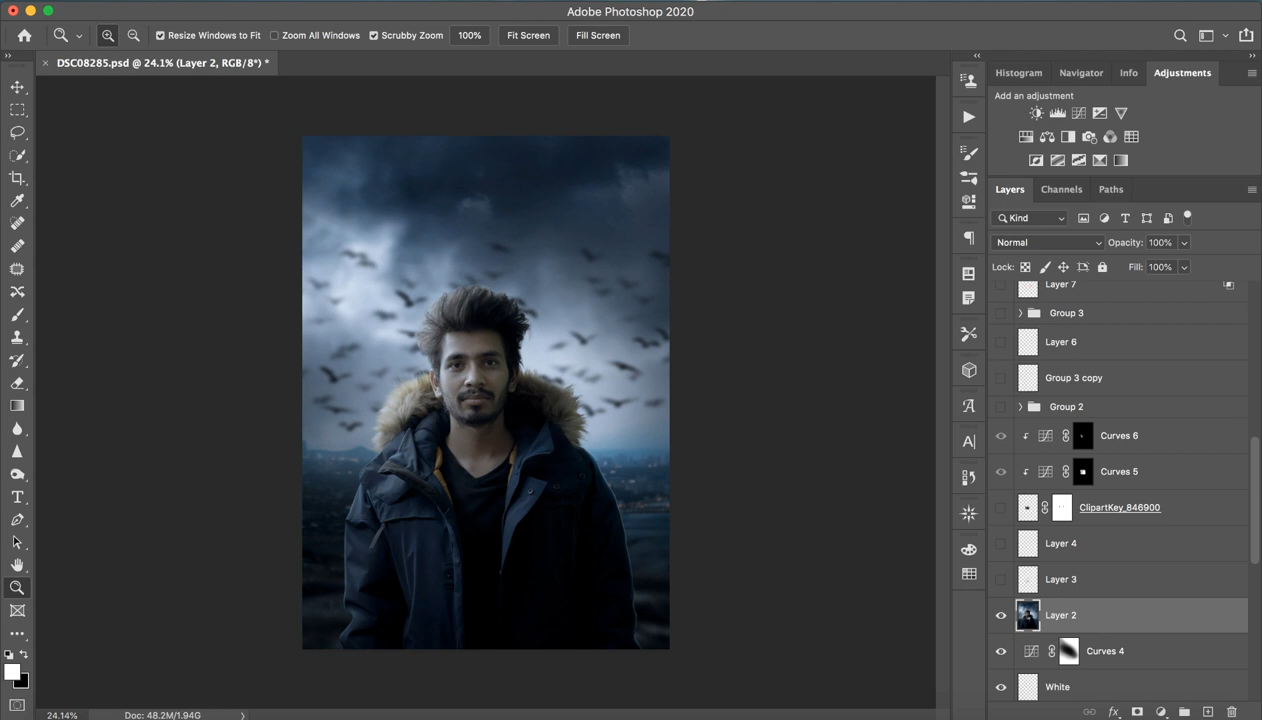 Adobe Photoshop 2020
Resize Windows to Fit Zoom All Windows Scrubby Zoom 100% Fit Screen Fill Screen
DSC08285.psd @ 24.1% (Layer 2, RGB/8*) *
Histogram Navigator Info Adjustments
Add an adjustment
Layers Channels Paths
Kind
Normal Opacity: 100%
Lock: Fill: 100%
Layer 7
Group 3
Layer 6
Group 3 copy
Group 2
Curves 6
Curves 5
ClipartKey_846900
Layer 4
Layer 3
Layer 2
Curves 4
White
24.14% Doc: 48.2M/1.94G